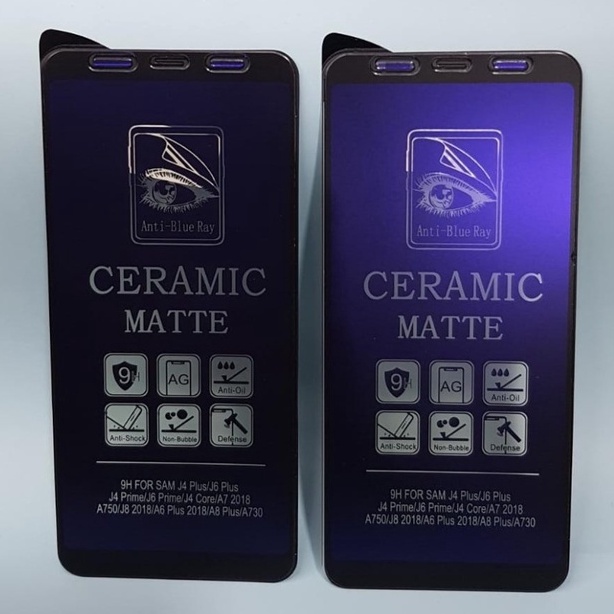 Anti-Blue Ray
CERAMIC
MATTE
9H
AG
Anti-Oil
Anti-Shock
Non-Bubble
Defense
9H FOR SAM J4 Plus/J6 Plus
J4 Prime/J6 Prime/J4 Core/A7 2018
A750/J8 2018/A6 Plus 2018/A8 Plus/A730
Anti-Blue Ray
CERAMIC
MATTE
9H
AG
Anti-Oil
Anti-Shock
Non-Bubble
Defense
9H FOR SAM J4 Plus/J6 Plus
J4 Prime/J6 Prime/J4 Core/A7 2018
A750/J8 2018/A6 Plus 2018/A8 Plus/A730